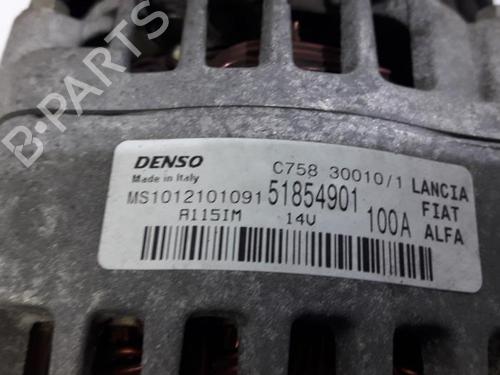 B-PARTS
DENSO
Made in Italy
C758 30010/1
LANCIA
MS1012101091
51854901
FIAT
A115IM
14V
100A
ALFA